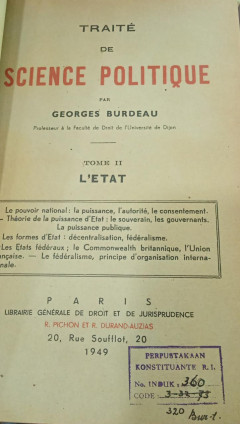 TRAITÉ
DE
SCIENCE POLITIQUE
PAR
GEORGES BURDEAU
Professeur à la Faculté de Droit de l'Université de Dijon
TOME II
L'ETAT
Le pouvoir national : la puissance, l'autorité, le consentement.
- Théorie de la puissance d'Etat : le souverain, les gouvernants.
La puissance publique.
Les formes d'Etat : décentralisation, fédéralisme.
Les Etats fédéraux ; le Commonwealth britannique, l'Union
nçaise. — Le fédéralisme, principe d'organisation interna-
nale.
PARIS
LIBRAIRIE GÉNÉRALE DE DROIT ET DE JURISPRUDENCE
R. PICHON ET R. DURAND-AUZIAS
20, Rue Soufflot, 20
1949
PERPUSTAKAAN
KONSTITUANTE R.I.
No. INDUK : 360
CODE :
320 Bur.1.